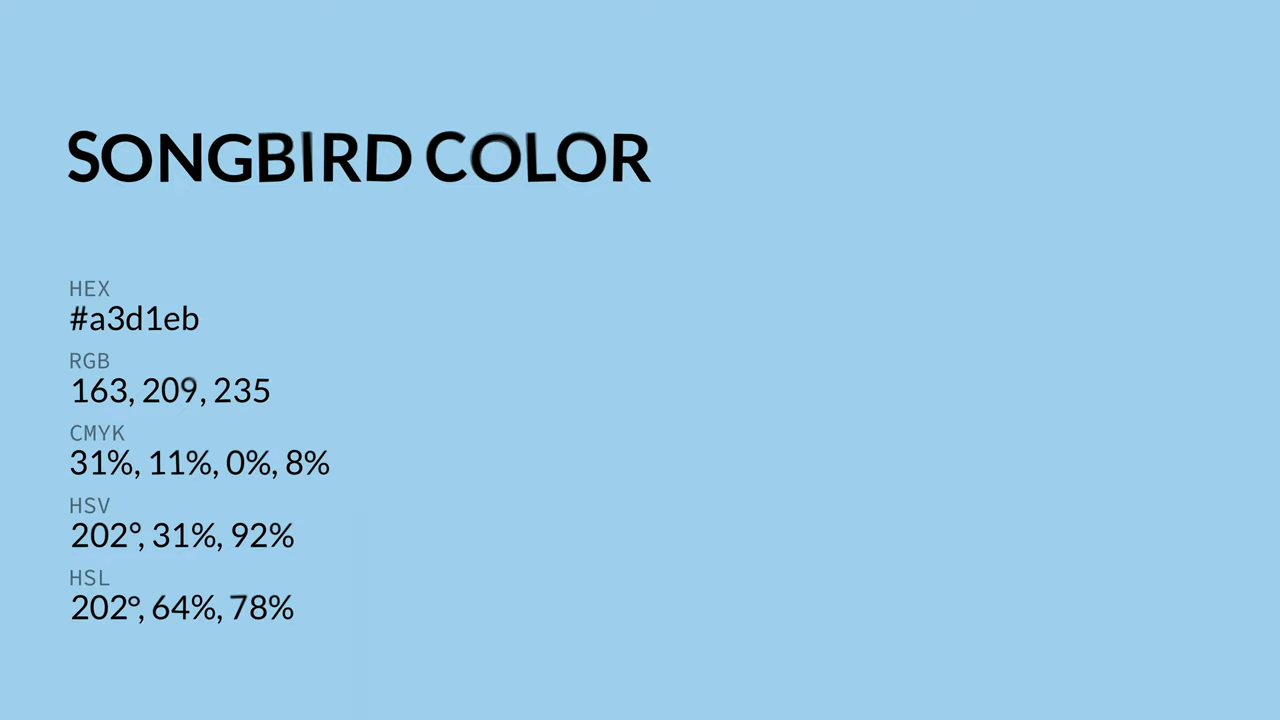 SONGBIRD COLOR
HEX
#a3d1eb
RGB
163, 209, 235
CMYK
31%, 11%, 0%, 8%
HSV
202°, 31%, 92%
HSL
202°, 64%, 78%